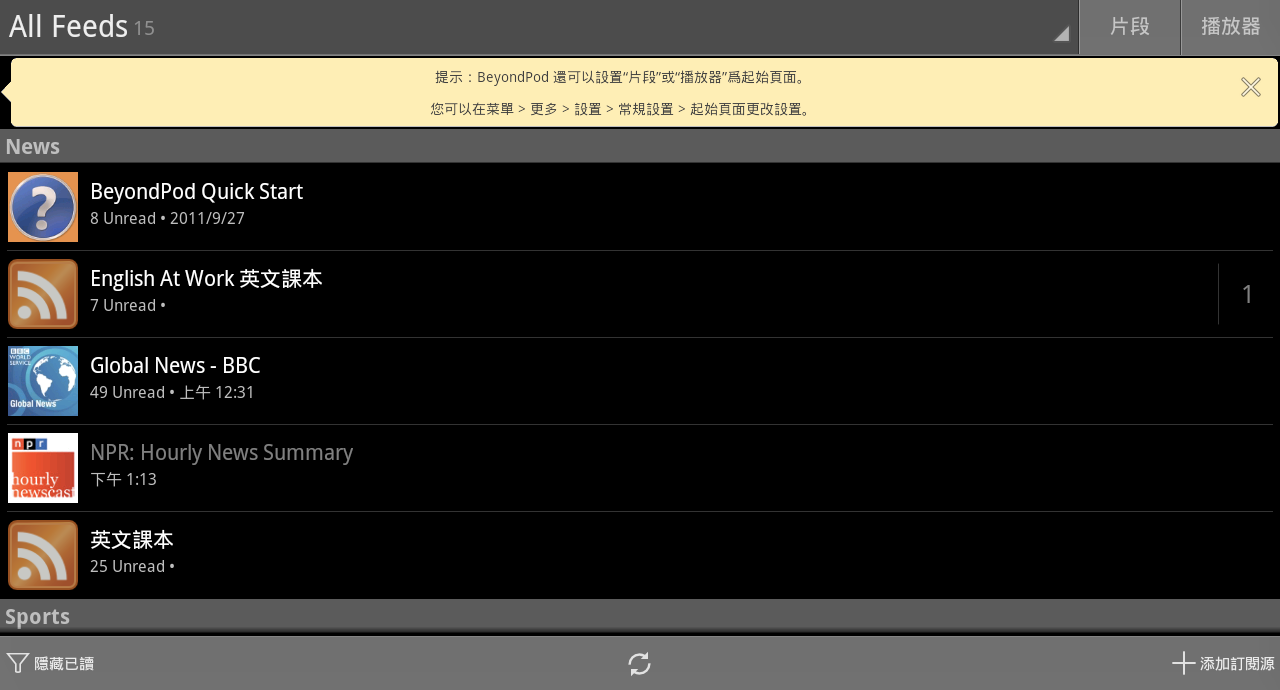 All Feeds 15
片段
播放器
提示：BeyondPod 還可以設置“片段”或“播放器”爲起始頁面。
您可以在菜單 > 更多 > 設置 > 常規設置 > 起始頁面更改設置。
News
BeyondPod Quick Start
8 Unread • 2011/9/27
English At Work 英文課本
7 Unread •
1
BBC
WORLD
SERVICE
Global News
Global News - BBC
49 Unread • 上午 12:31
npr
hourly
newscast
NPR: Hourly News Summary
下午 1:13
英文課本
25 Unread •
Sports
隱藏已讀
添加訂閱源